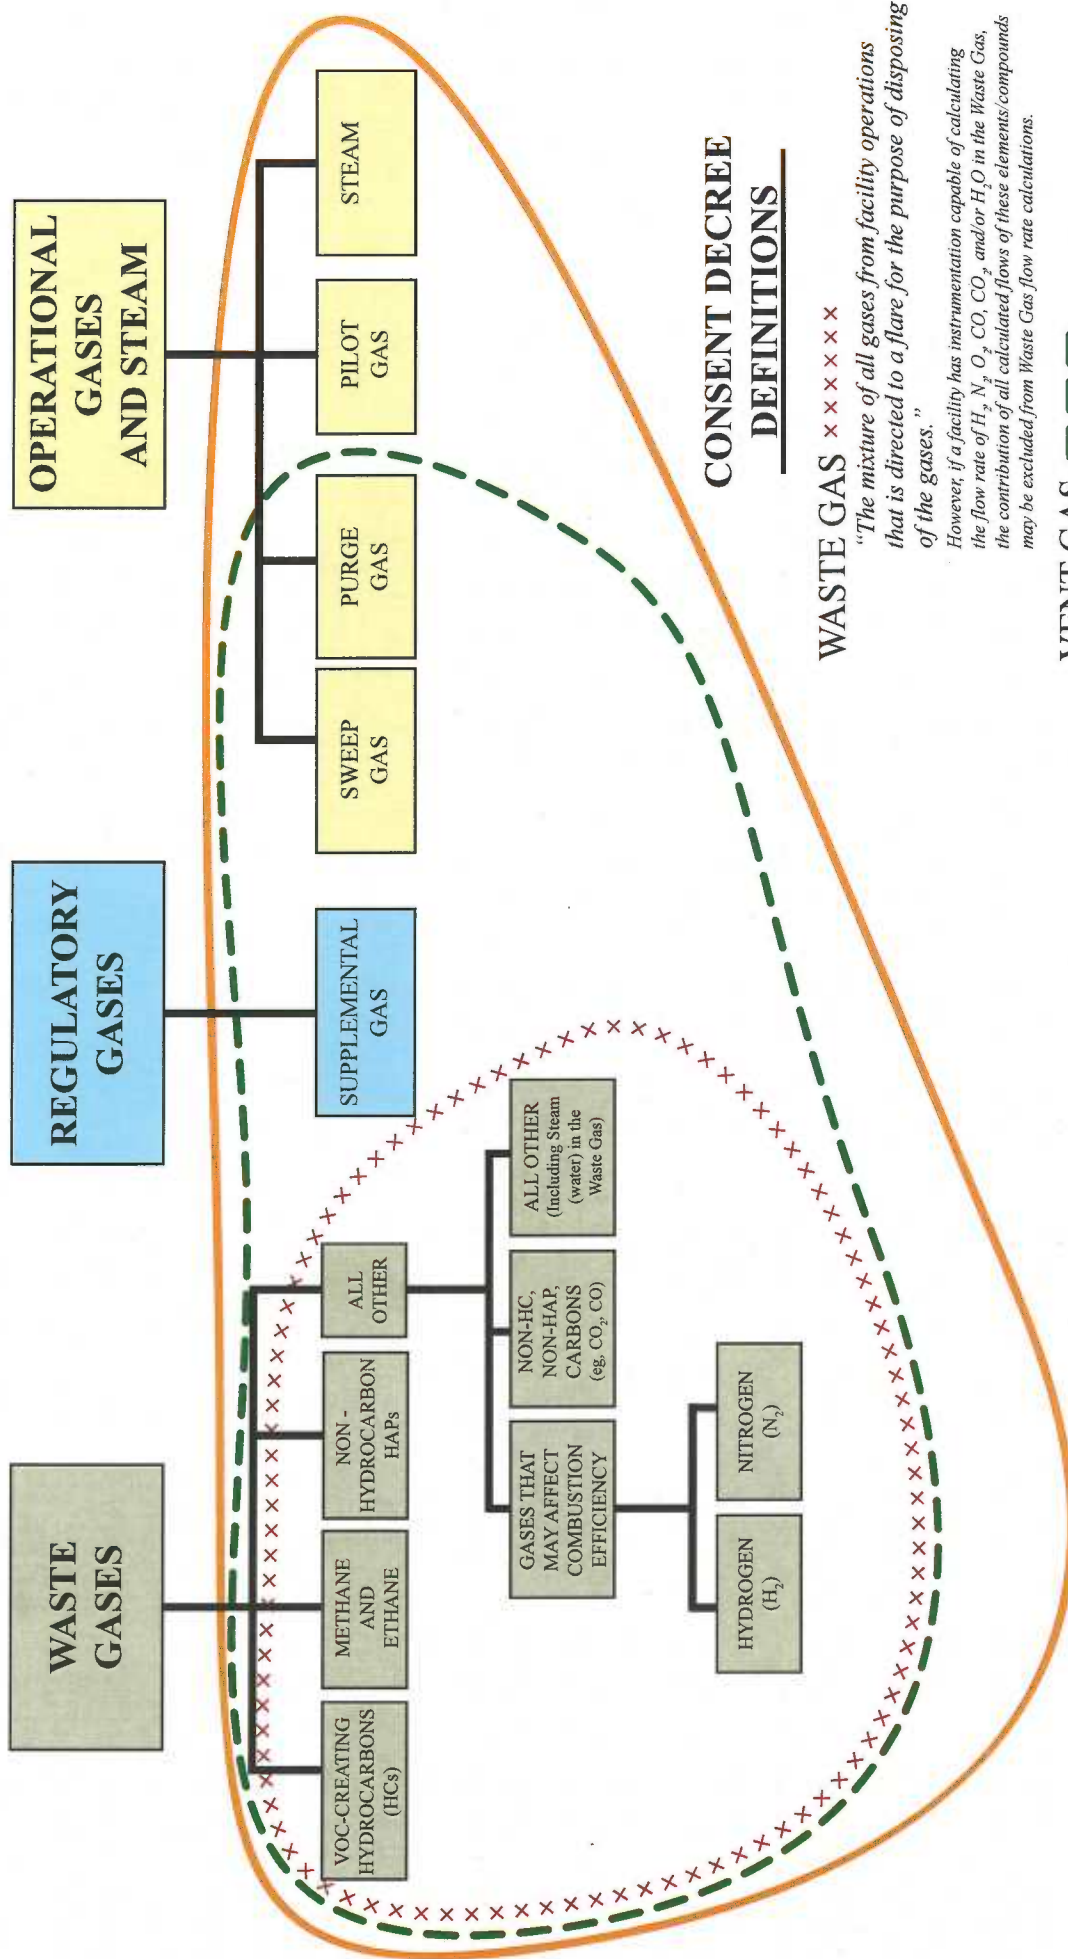 WASTE
GASES
REGULATORY
GASES
OPERATIONAL
GASES
AND STEAM
VOC-CREATING
HYDROCARBONS
(HCs)
METHANE
AND
ETHANE
NON -
HYDROCARBON
HAPs
ALL
OTHER
SUPPLEMENTAL
GAS
SWEEP
GAS
PURGE
GAS
PILOT
GAS
STEAM
GASES THAT
MAY AFFECT
COMBUSTION
EFFICIENCY
NON-HC,
NON-HAP,
CARBONS
(eg, CO₂, CO)
ALL OTHER
(Including Steam
(water) in the
Waste Gas)
HYDROGEN
(H₂)
NITROGEN
(N₂)
CONSENT DECREE
DEFINITIONS
WASTE GAS ××××××
“The mixture of all gases from facility operations
that is directed to a flare for the purpose of disposing
of the gases.”
However, if a facility has instrumentation capable of calculating
the flow rate of H₂, N₂, O₂, CO, CO₂, and/or H₂O in the Waste Gas,
the contribution of all calculated flows of these elements/compounds
may be excluded from Waste Gas flow rate calculations.
VENT GAS